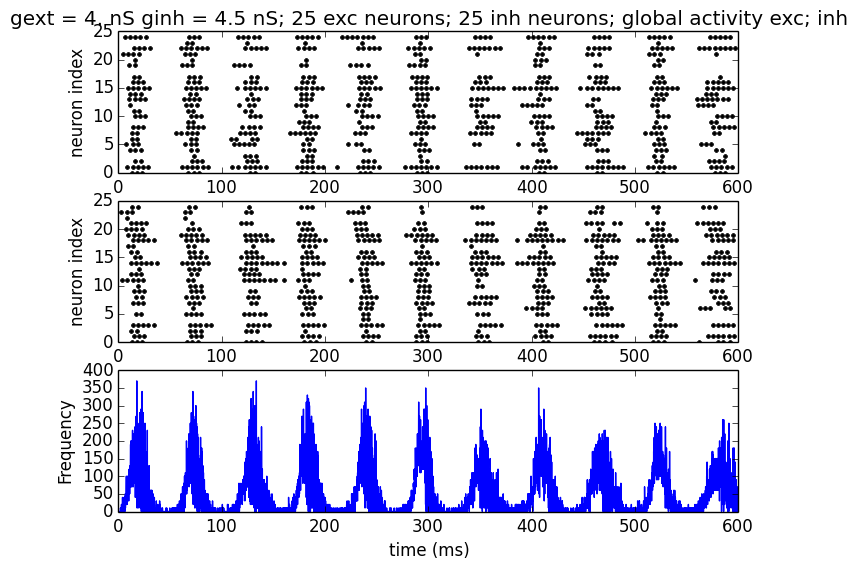 gext = 4. nS ginh = 4.5 nS; 25 exc neurons; 25 inh neurons; global activity exc; inh
25
20
15
10
5
0
neuron index
0 100 200 300 400 500 600
25
20
15
10
5
0
neuron index
0 100 200 300 400 500 600
400
350
300
250
200
150
100
50
0
Frequency
0 100 200 300 400 500 600
time (ms)